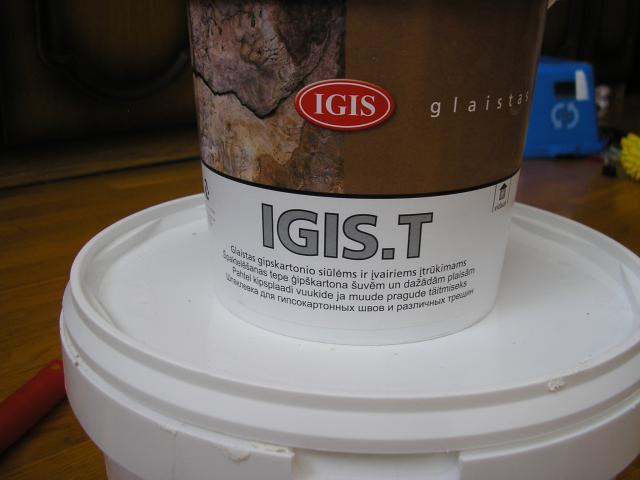 IGIS
glaistas
IGIS.T
Glaistas gipskartonio siūlėms ir įvairiems įtrūkimams
Špaktelēšanas tepe ģipškartona šuvēm un dažādām plaisām
Pahtel kipsplaadi vuukide ja muude pragude täitmiseks
Шпаклевка для гипсокартонных швов и различных трещин